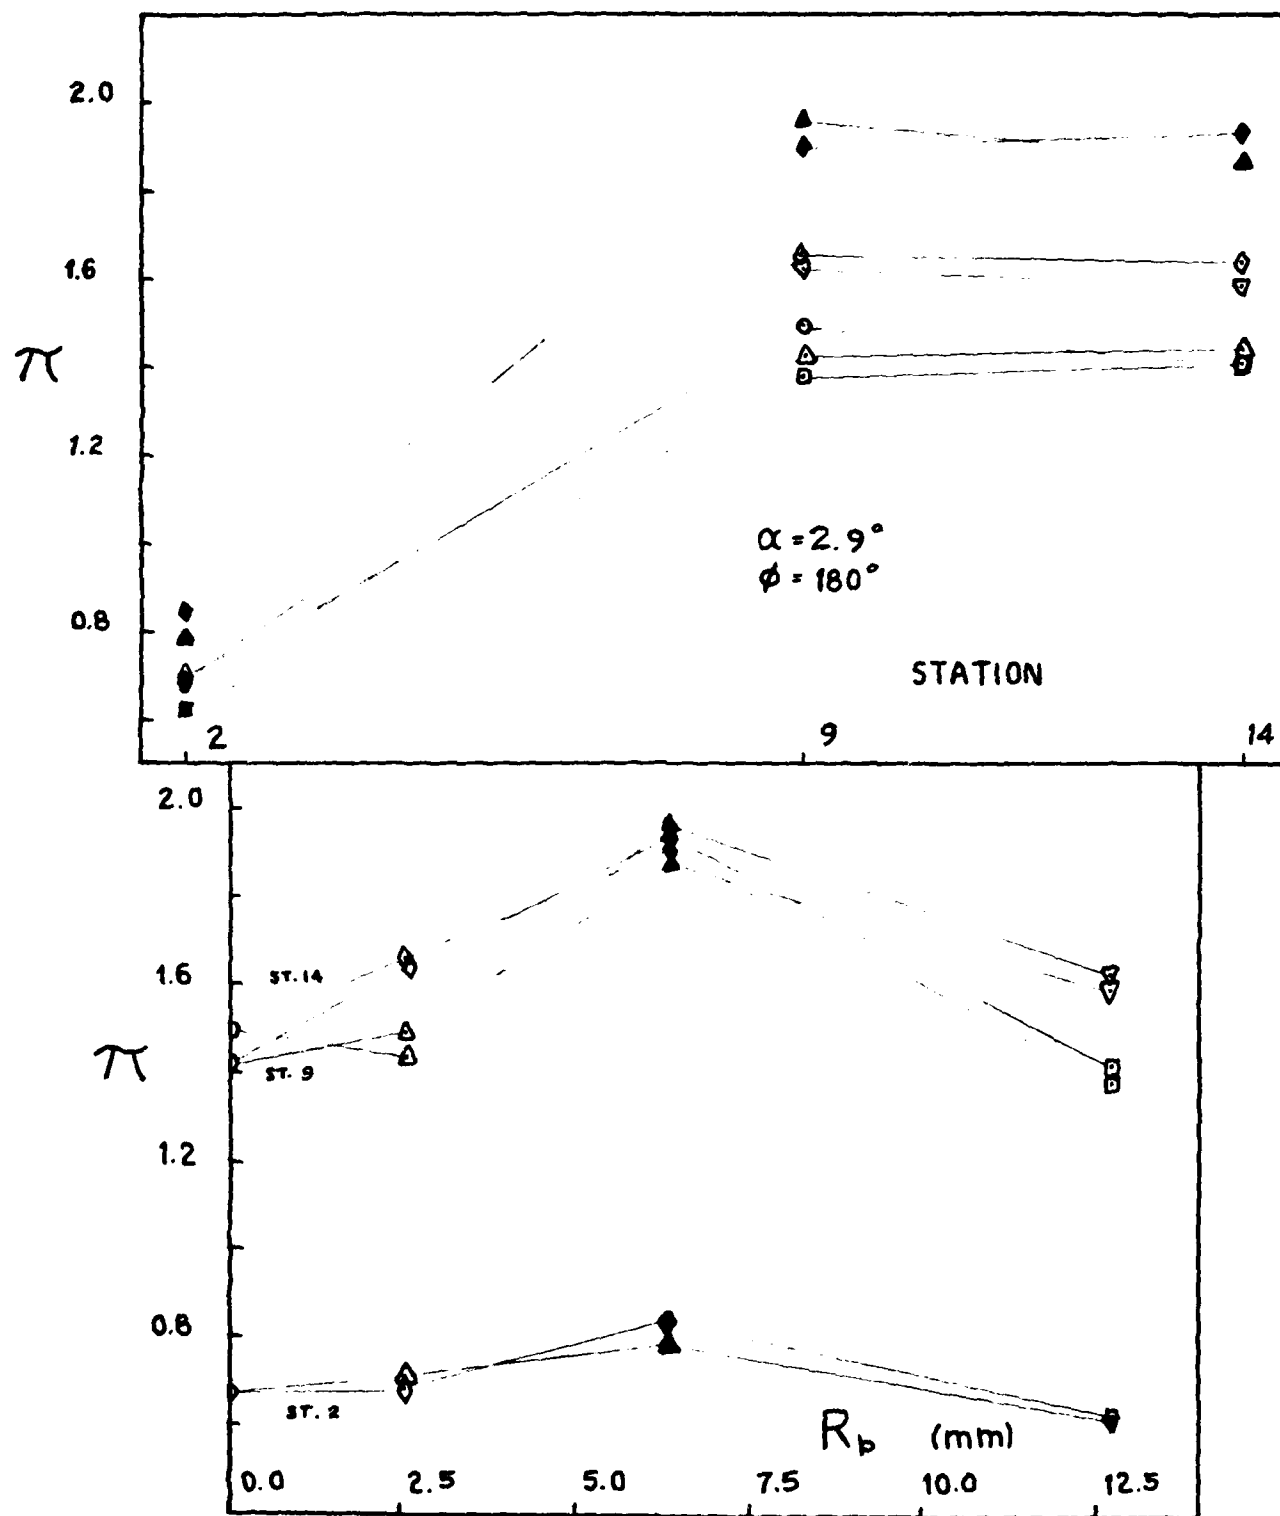 2.0
1.6
π
1.2
α = 2.9°
ϕ = 180°
0.8
STATION
2 9 14
2.0
1.6
ST. 14
π
ST. 9
1.2
0.8
ST. 2
R_b (mm)
0.0 2.5 5.0 7.5 10.0 12.5